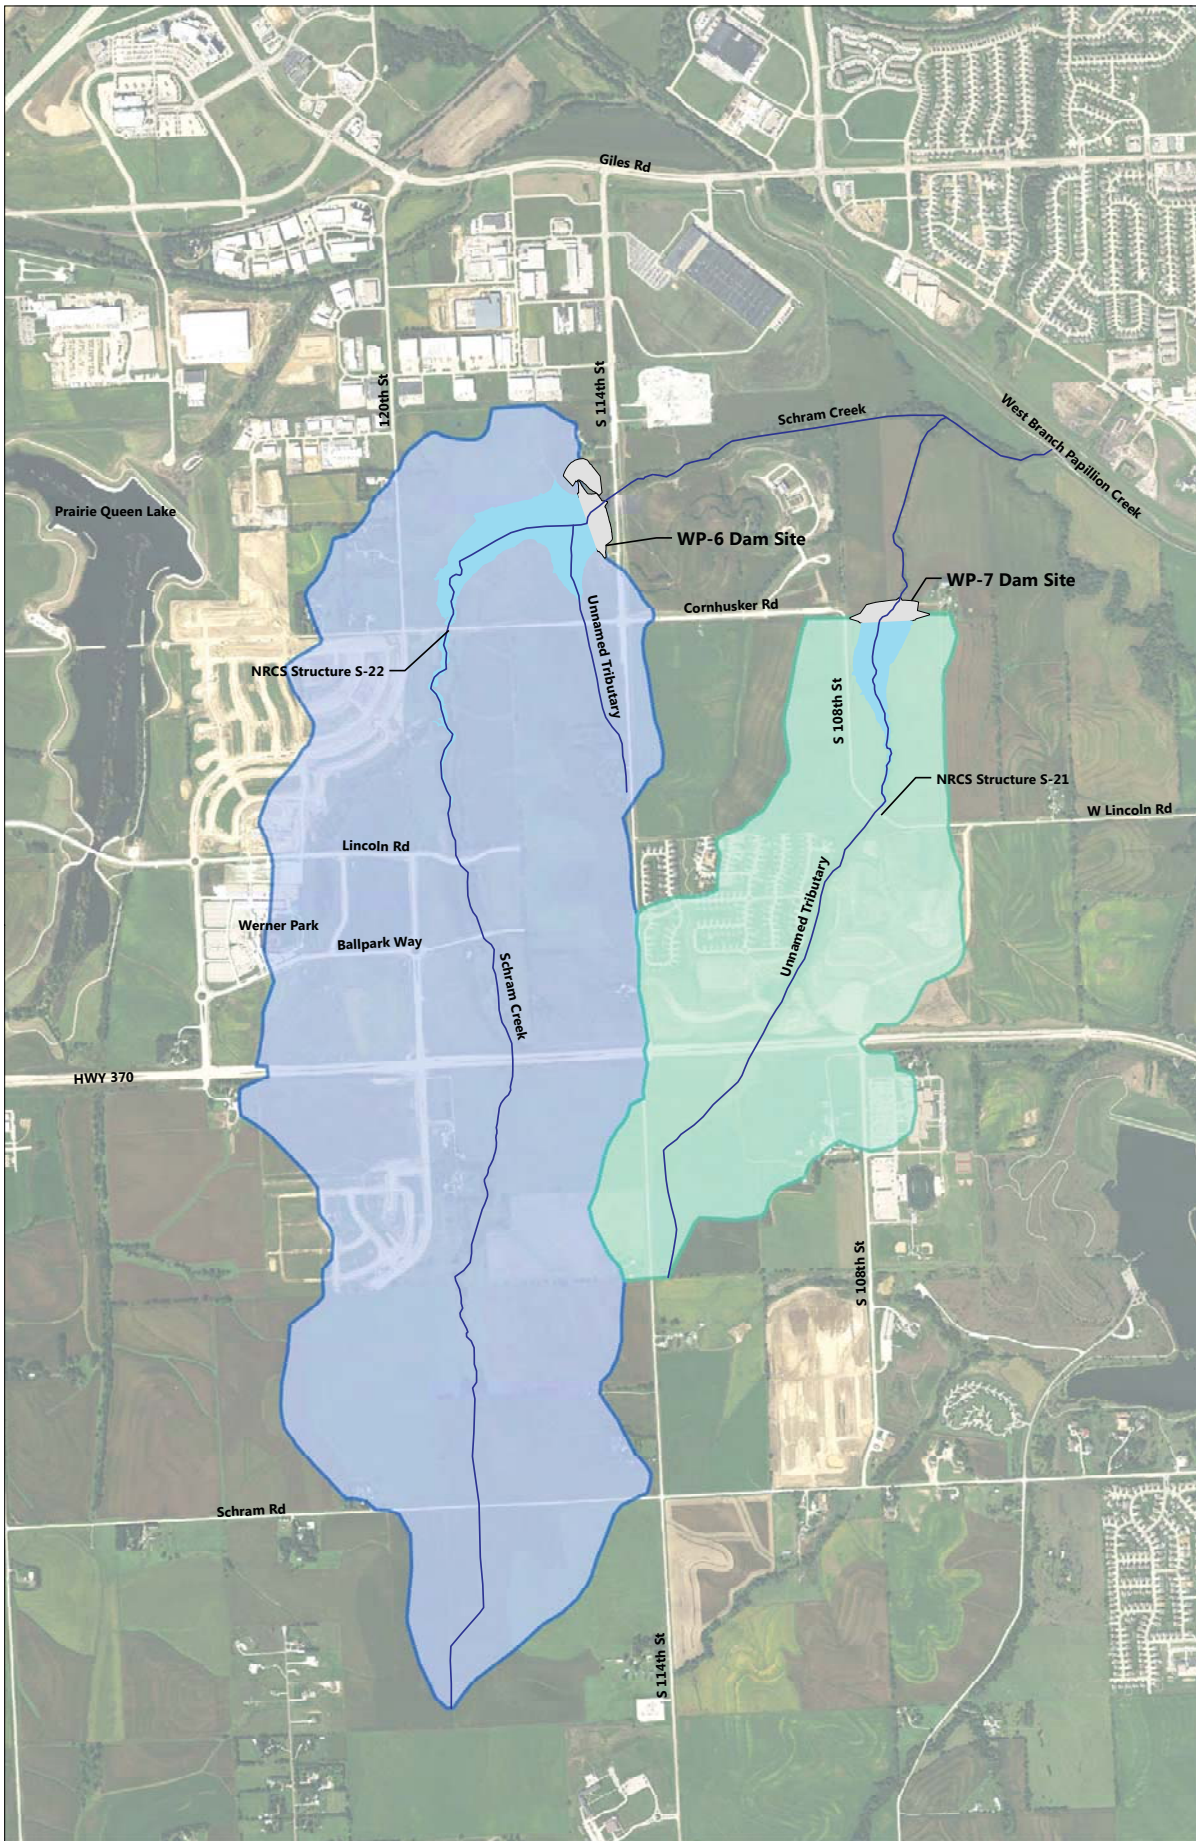 Giles Rd
120th St
S 114th St
Schram Creek
West Branch Papillion Creek
Prairie Queen Lake
WP-6 Dam Site
WP-7 Dam Site
Unnamed Tributary
Cornhusker Rd
NRCS Structure S-22
S 108th St
NRCS Structure S-21
W Lincoln Rd
Lincoln Rd
Unnamed Tributary
Werner Park
Ballpark Way
Schram Creek
HWY 370
S 108th St
Schram Rd
S 114th St